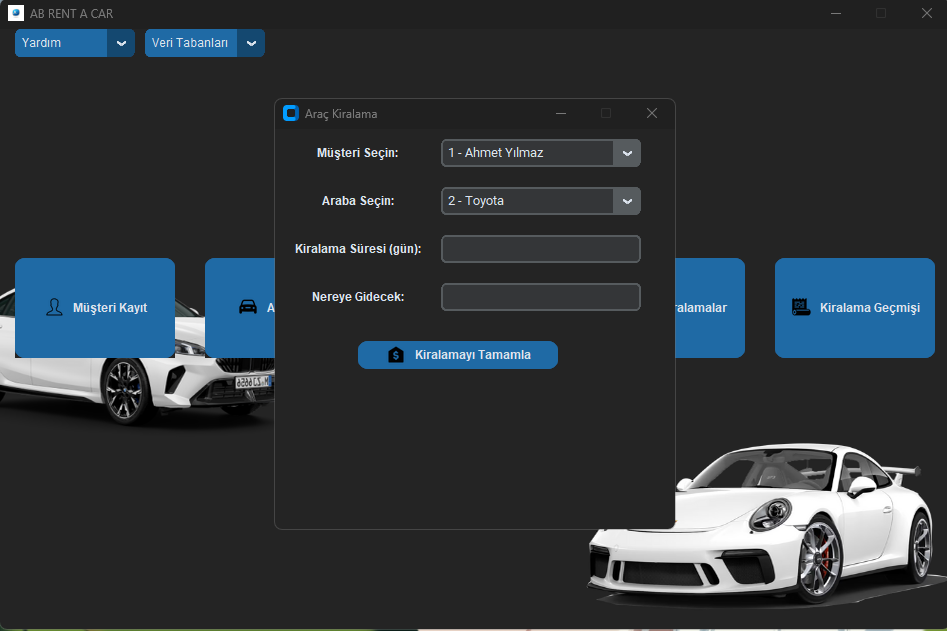 AB RENT A CAR
Yardım
Veri Tabanları
Araç Kiralama
Müşteri Seçin:
1 - Ahmet Yılmaz
Araba Seçin:
2 - Toyota
Kiralama Süresi (gün):
Nereye Gidecek:
Kiralamayı Tamamla
Müşteri Kayıt
A
ralamalar
Kiralama Geçmişi